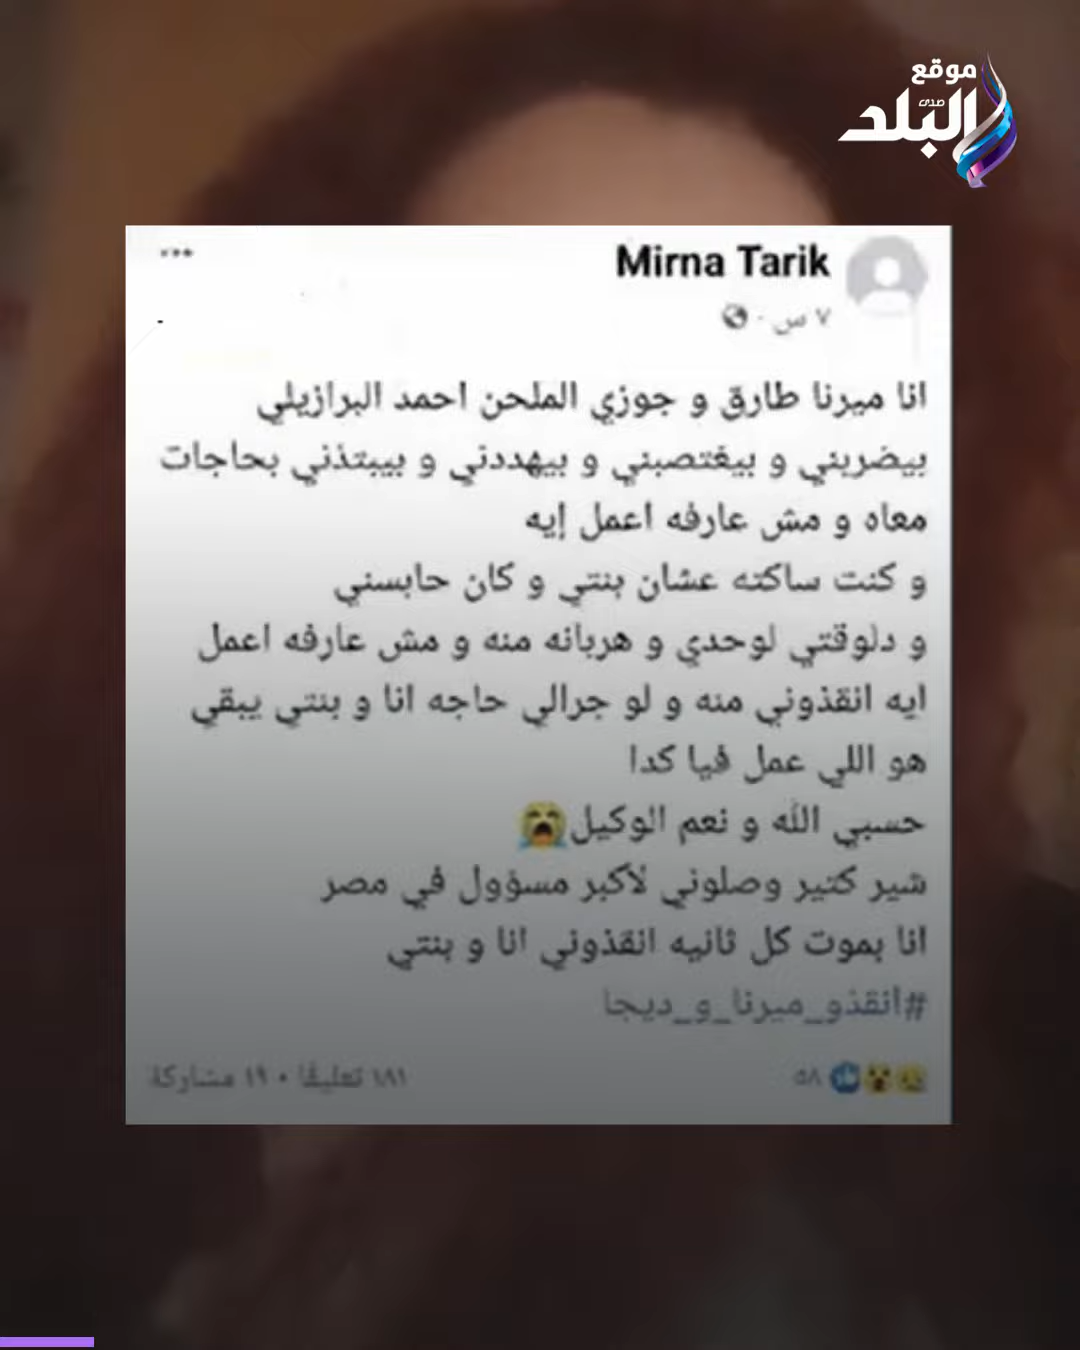 موقع
صدى
البلد
Mirna Tarik
٧ س ·
انا ميرنا طارق و جوزي الملحن احمد البرازيلي
بيضربني و بيغتصبني و بيهددني و بيبتذني بحاجات
معاه و مش عارفه اعمل إيه
و كنت ساكته عشان بنتي و كان حابسني
و دلوقتي لوحدي و هربانه منه و مش عارفه اعمل
ايه انقذوني منه و لو جرالي حاجه انا و بنتي يبقي
هو اللي عمل فيا كدا
حسبي الله و نعم الوكيل😭
شير كتير وصلوني لاكبر مسؤول في مصر
انا بموت كل ثانيه انقذوني انا و بنتي
#انقذو_ميرنا_و_ديجا
٥٨
١٨١ تعليقًا • ١٩ مشاركة